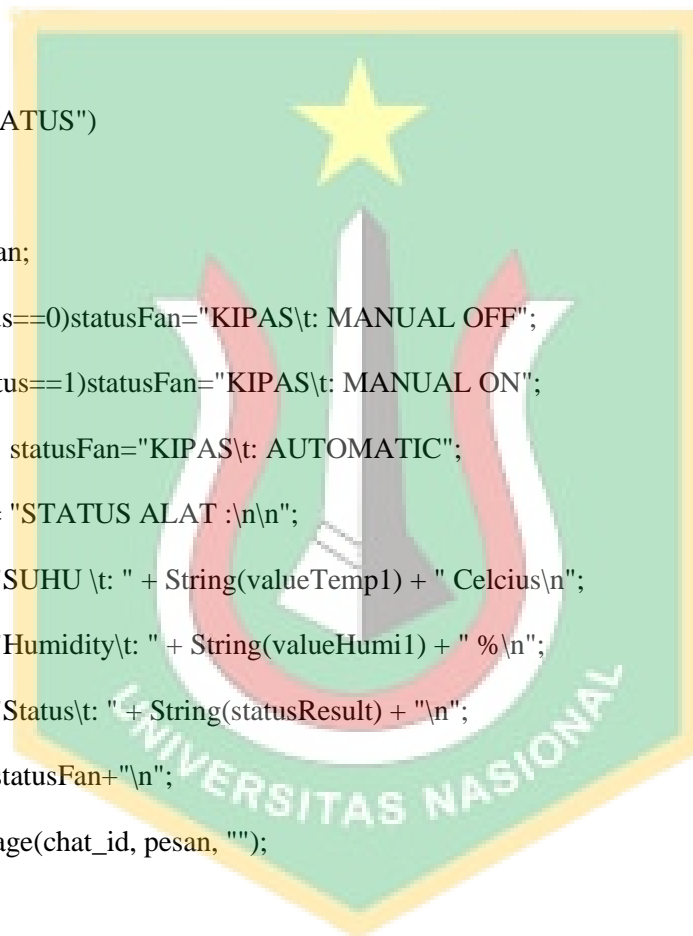 ATUS")
an;
s==0)statusFan="KIPAS\t: MANUAL OFF";
tus==1)statusFan="KIPAS\t: MANUAL ON";
statusFan="KIPAS\t: AUTOMATIC";
= "STATUS ALAT :\n\n";
"SUHU \t: " + String(valueTemp1) + " Celcius\n";
"Humidity\t: " + String(valueHumi1) + " %\n";
"Status\t: " + String(statusResult) + "\n";
statusFan+"\n";
age(chat_id, pesan, "");
UNIVERSITAS NASIONAL